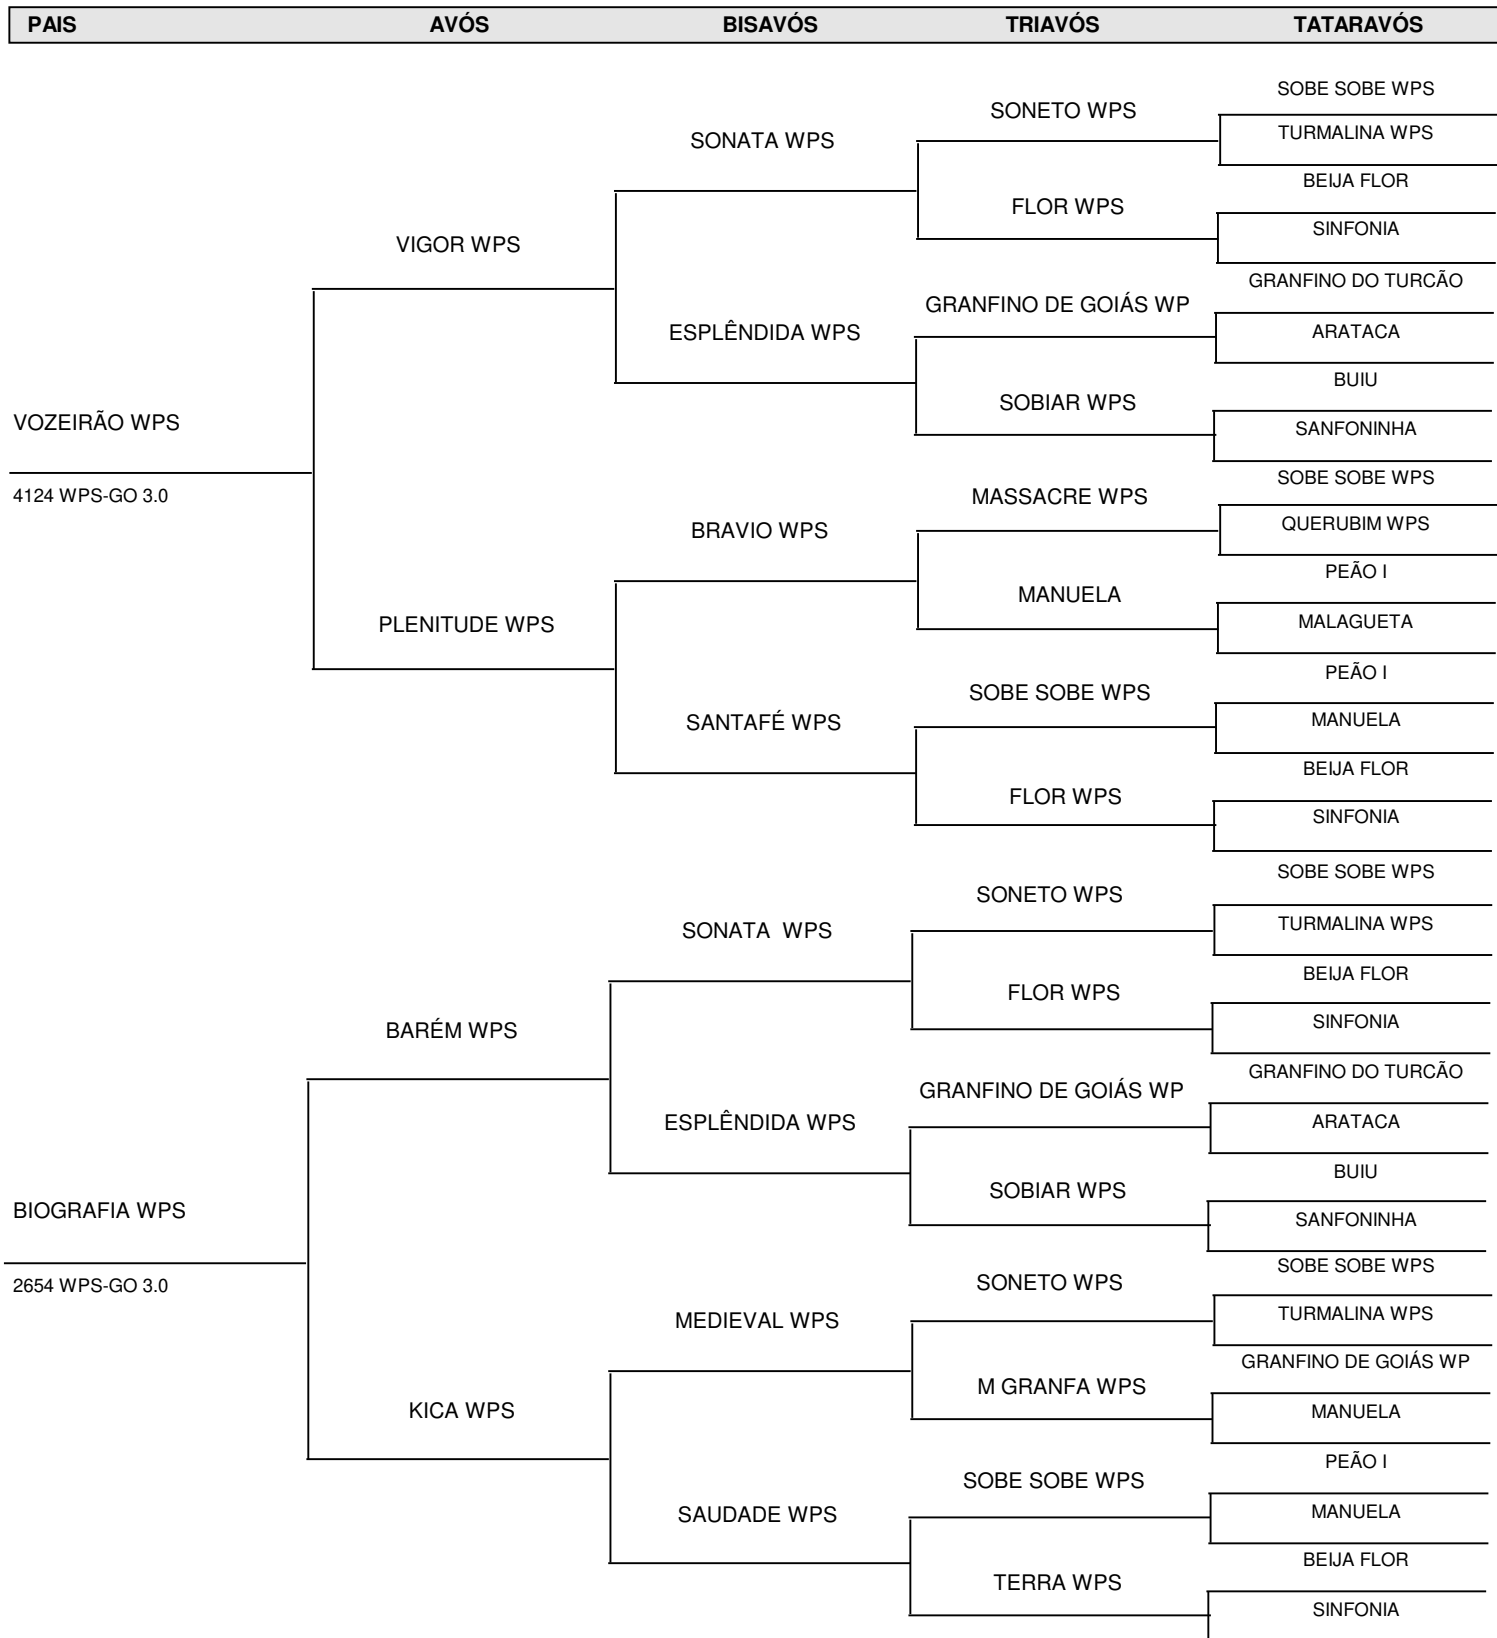 PAIS AVÓS BISAVÓS TRIAVÓS TATARAVÓS
SOBE SOBE WPS
SONETO WPS
TURMALINA WPS
SONATA WPS
BEIJA FLOR
FLOR WPS
SINFONIA
VIGOR WPS
GRANFINO DO TURCÃO
GRANFINO DE GOIÁS WP
ARATACA
ESPLÊNDIDA WPS
BUIU
SOBIAR WPS
VOZEIRÃO WPS
SANFONINHA
SOBE SOBE WPS
4124 WPS-GO 3.0
MASSACRE WPS
QUERUBIM WPS
BRAVIO WPS
PEÃO I
MANUELA
MALAGUETA
PLENITUDE WPS
PEÃO I
SOBE SOBE WPS
MANUELA
SANTAFÉ WPS
BEIJA FLOR
FLOR WPS
SINFONIA
SOBE SOBE WPS
SONETO WPS
TURMALINA WPS
SONATA WPS
BEIJA FLOR
FLOR WPS
SINFONIA
BARÉM WPS
GRANFINO DO TURCÃO
GRANFINO DE GOIÁS WP
ARATACA
ESPLÊNDIDA WPS
BUIU
SOBIAR WPS
BIOGRAFIA WPS
SANFONINHA
SOBE SOBE WPS
2654 WPS-GO 3.0
SONETO WPS
TURMALINA WPS
MEDIEVAL WPS
GRANFINO DE GOIÁS WP
M GRANFA WPS
KICA WPS
MANUELA
PEÃO I
SOBE SOBE WPS
MANUELA
SAUDADE WPS
BEIJA FLOR
TERRA WPS
SINFONIA